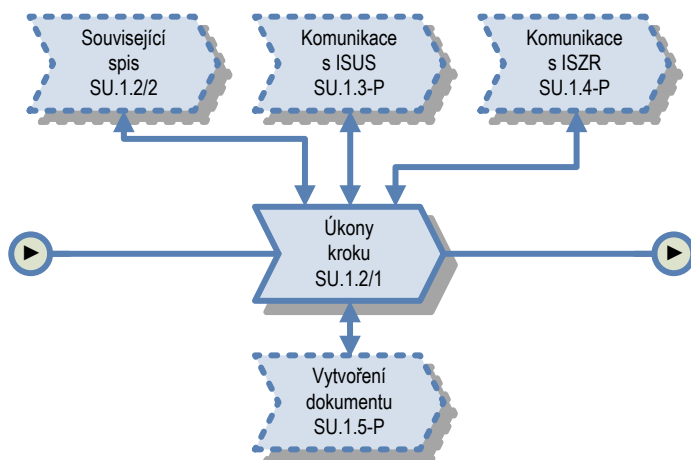 Související
spis
SU.1.2/2
Komunikace
s ISUS
SU.1.3-P
Komunikace
s ISZR
SU.1.4-P
Úkony
kroku
SU.1.2/1
Vytvoření
dokumentu
SU.1.5-P